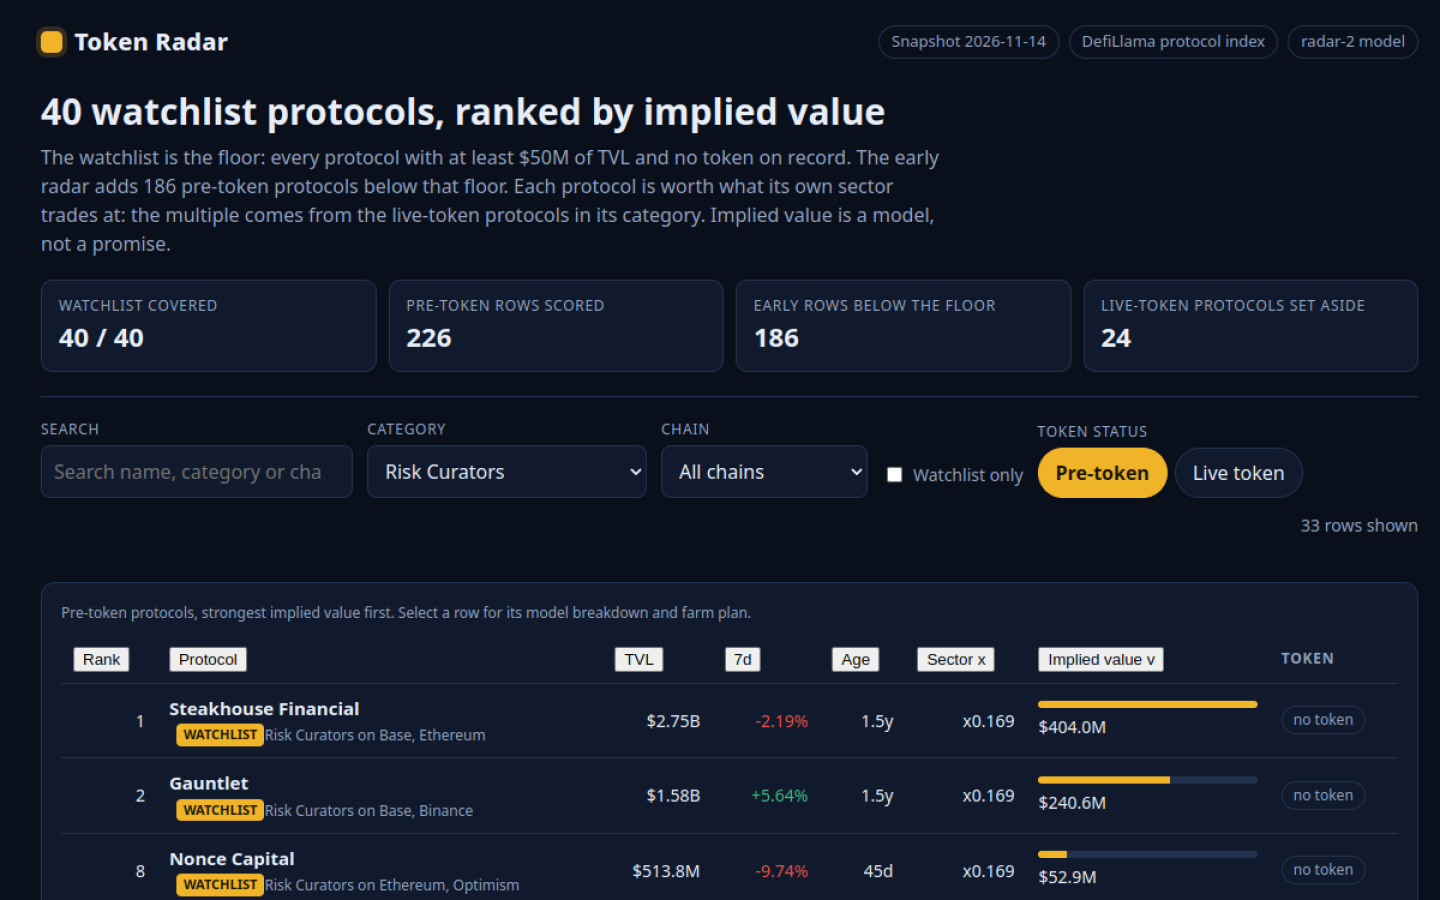 Token Radar
Snapshot 2026-11-14
DefiLlama protocol index
radar-2 model
40 watchlist protocols, ranked by implied value
The watchlist is the floor: every protocol with at least $50M of TVL and no token on record. The early
radar adds 186 pre-token protocols below that floor. Each protocol is worth what its own sector
trades at: the multiple comes from the live-token protocols in its category. Implied value is a model,
not a promise.
WATCHLIST COVERED
40 / 40
PRE-TOKEN ROWS SCORED
226
EARLY ROWS BELOW THE FLOOR
186
LIVE-TOKEN PROTOCOLS SET ASIDE
24
SEARCH
Search name, category or cha
CATEGORY
Risk Curators
CHAIN
All chains
Watchlist only
TOKEN STATUS
Pre-token
Live token
33 rows shown
Pre-token protocols, strongest implied value first. Select a row for its model breakdown and farm plan.
Rank Protocol TVL 7d Age Sector x Implied value v TOKEN
1 Steakhouse Financial $2.75B -2.19% 1.5y x0.169 $404.0M no token
WATCHLIST Risk Curators on Base, Ethereum
2 Gauntlet $1.58B +5.64% 1.5y x0.169 $240.6M no token
WATCHLIST Risk Curators on Base, Binance
8 Nonce Capital $513.8M -9.74% 45d x0.169 $52.9M no token
WATCHLIST Risk Curators on Ethereum, Optimism